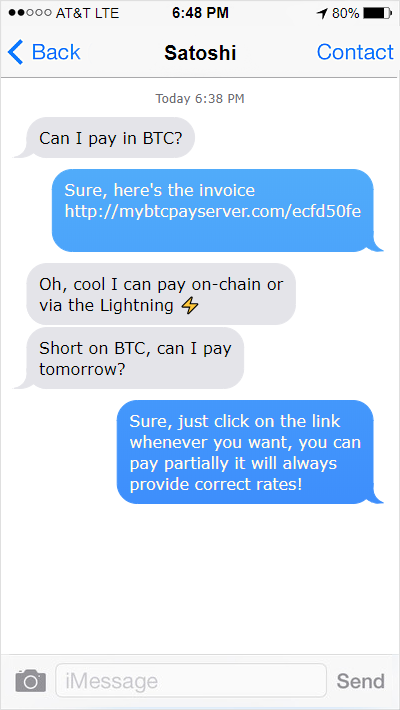 AT&T LTE 6:48 PM 80%
Back Satoshi Contact
Today 6:38 PM
Can I pay in BTC?
Sure, here's the invoice
http://mybtcpayserver.com/ecfd50fe
Oh, cool I can pay on-chain or
via the Lightning ⚡
Short on BTC, can I pay
tomorrow?
Sure, just click on the link
whenever you want, you can
pay partially it will always
provide correct rates!
iMessage Send